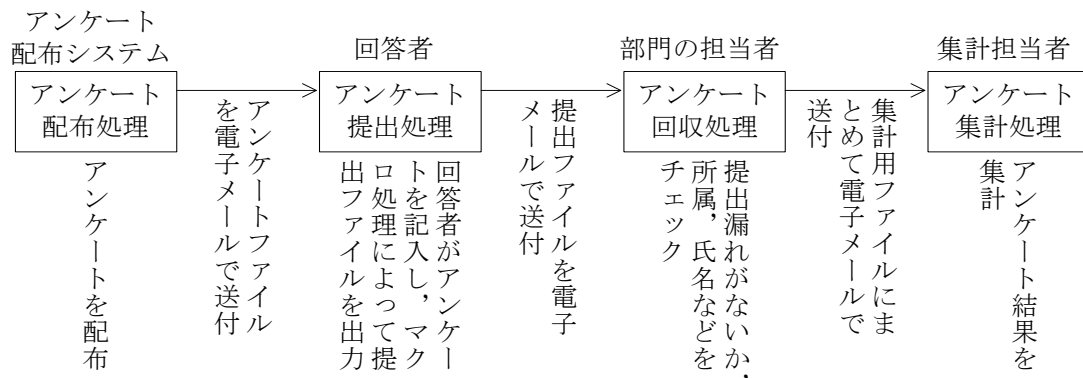 アンケート
配布システム
アンケート
配布処理
アンケートを配布
アンケートファイル
を電子メールで送付
回答者
アンケート
提出処理
回答者がアンケー
トを記入し，マク
ロ処理によって提
出ファイルを出力
提出ファイルを電子
メールで送付
部門の担当者
アンケート
回収処理
提出漏れがないか，
所属，氏名などを
チェック
集計用ファイルにま
とめて電子メールで
送付
集計担当者
アンケート
集計処理
アンケート結果を
集計